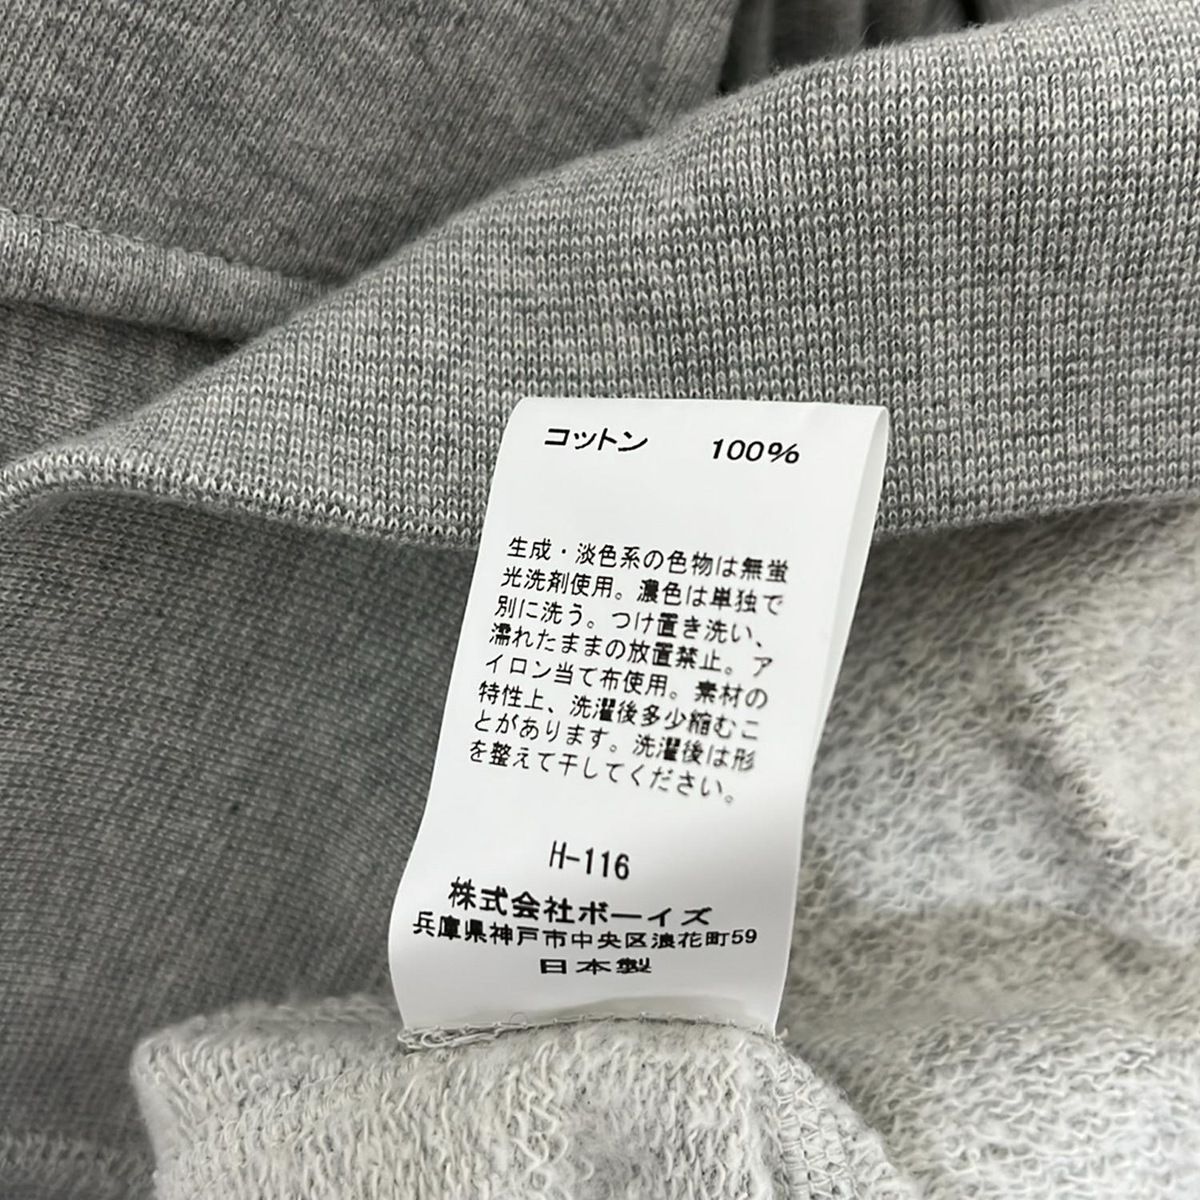 コットン 100%
生成・淡色系の色物は無蛍
光洗剤使用。濃色は単独で
別に洗う。つけ置き洗い、
濡れたままの放置禁止。ア
イロン当て布使用。素材の
特性上、洗濯後多少縮むこ
とがあります。洗濯後は形
を整えて干してください。
H-116
株式会社ボーイズ
兵庫県神戸市中央区浪花町59
日本製